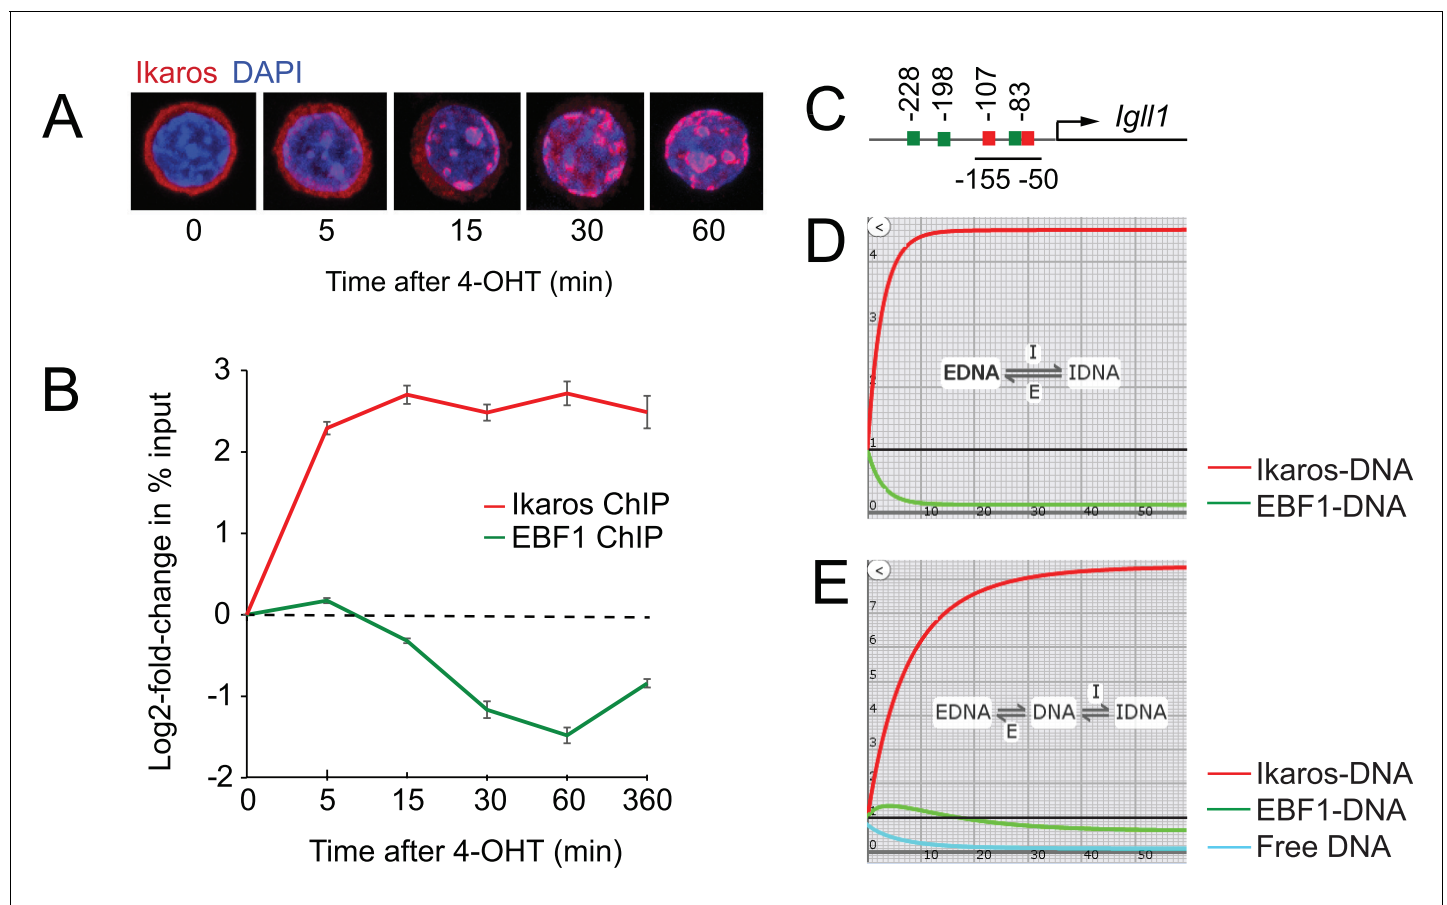 A
Ikaros DAPI
0 5 15 30 60
Time after 4-OHT (min)
B
Log2-fold-change in % input
3
2
1
0
-1
-2
Ikaros ChIP
EBF1 ChIP
0 5 15 30 60 360
Time after 4-OHT (min)
C
-228 -198 -107 -83
Igll1
-155 -50
D
<
4
3
2
1
0
10 20 30 40 50
I
EDNA IDNA
E
Ikaros-DNA
EBF1-DNA
E
<
7
6
5
4
3
2
1
0
10 20 30 40 50
I
EDNA DNA IDNA
E
Ikaros-DNA
EBF1-DNA
Free DNA